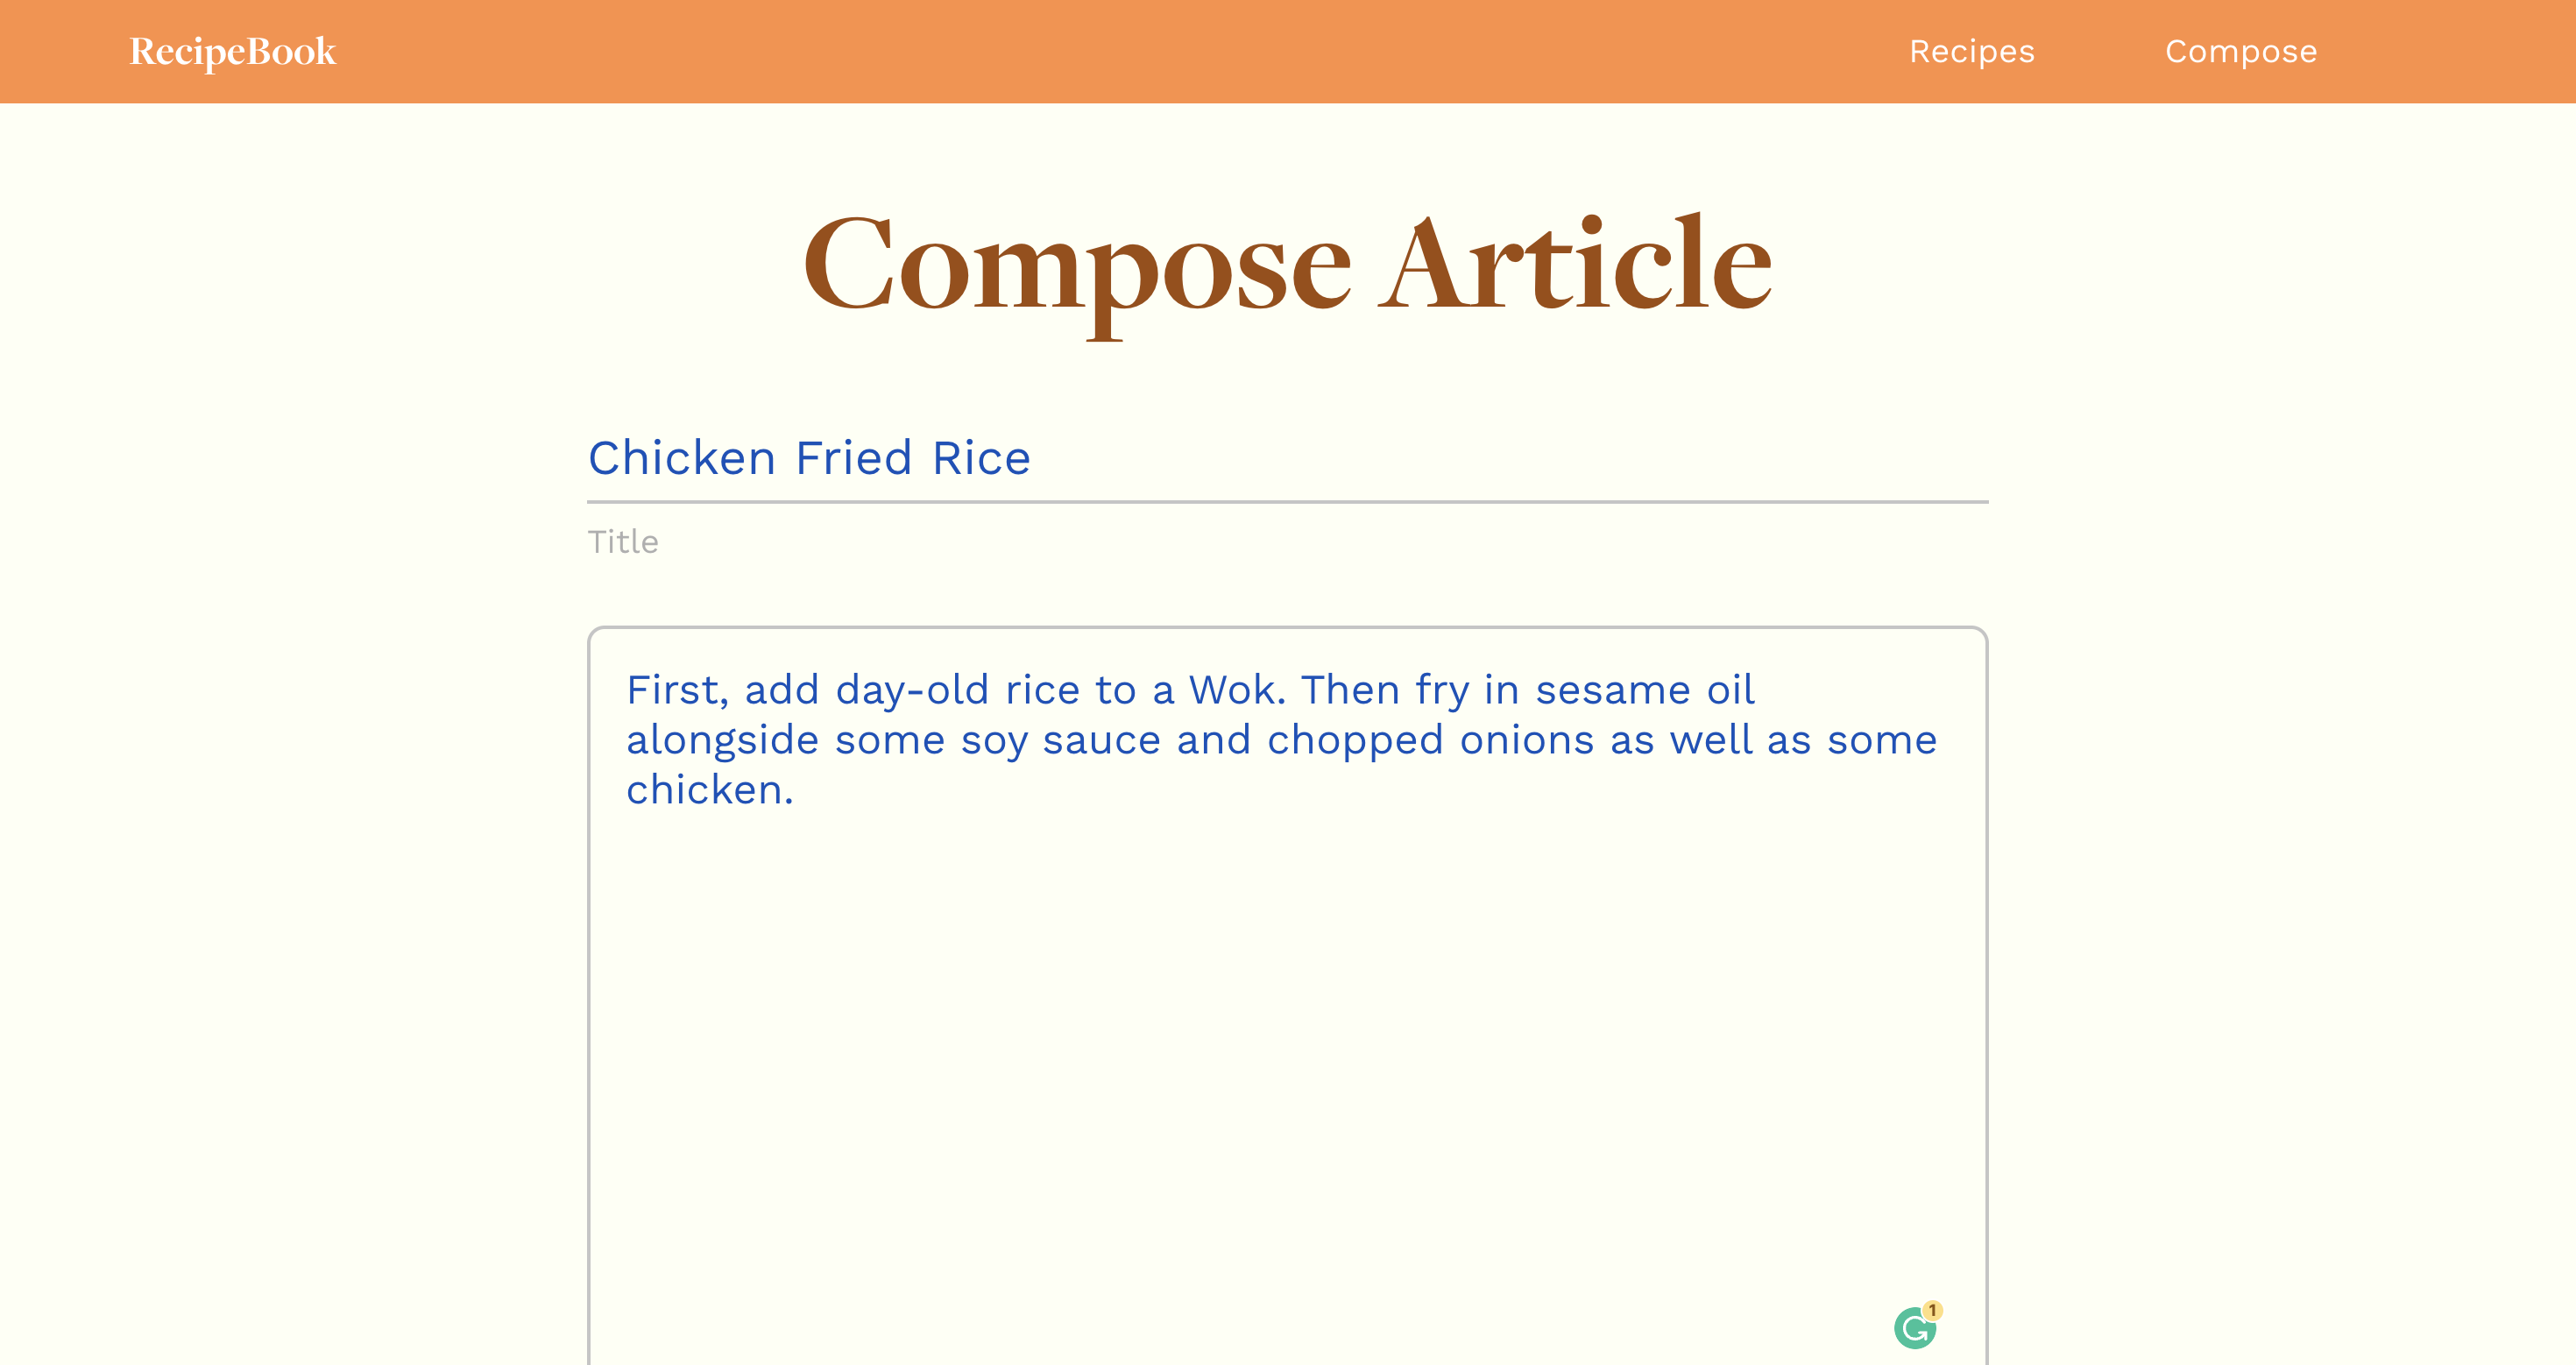 RecipeBook
Recipes
Compose
Compose Article
Chicken Fried Rice
Title
First, add day-old rice to a Wok. Then fry in sesame oil
alongside some soy sauce and chopped onions as well as some
chicken.
1